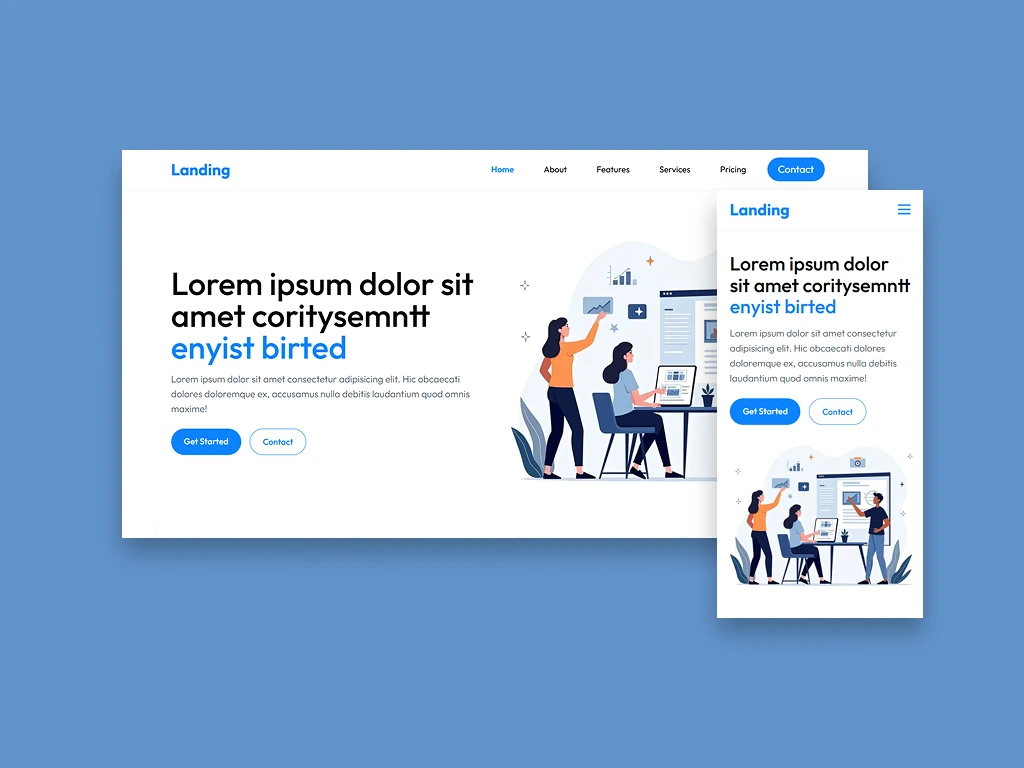 Landing
Home About Features Services Pricing Contact
Lorem ipsum dolor sit
amet coritysemntt
enyist birted
Lorem ipsum dolor sit amet consectetur adipisicing elit. Hic obcaecati
dolores doloremque ex, accusamus nulla debitis laudantium quod omnis
maxime!
Get Started Contact
Landing
Lorem ipsum dolor
sit amet coritysemntt
enyist birted
Lorem ipsum dolor sit amet consectetur
adipisicing elit. Hic obcaecati dolores
doloremque ex, accusamus nulla debitis
laudantium quod omnis maxime!
Get Started Contact